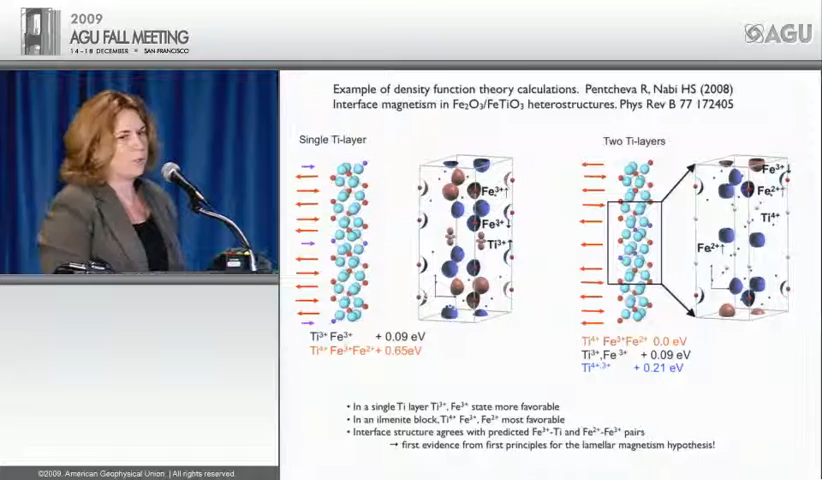 2009
AGU FALL MEETING
14-18 DECEMBER • SAN FRANCISCO
AGU
Example of density function theory calculations. Pentcheva R, Nabi HS (2008)
Interface magnetism in Fe₂O₃/FeTiO₃ heterostructures. Phys Rev B 77 172405
Single Ti-layer
Two Ti-layers
Fe³⁺↑
Fe³⁺↓
Ti³⁺↑
Fe³⁺↓
Fe²⁺↑
Ti⁴⁺
Fe²⁺↑
Ti³⁺ Fe³⁺ + 0.09 eV
Ti⁴⁺ Fe³⁺Fe²⁺ + 0.65eV
Ti⁴⁺ Fe³⁺Fe²⁺ 0.0 eV
Ti³⁺,Fe ³⁺ + 0.09 eV
Ti⁴⁺,³⁺ + 0.21 eV
• In a single Ti layer Ti³⁺, Fe³⁺ state more favorable
• In an ilmenite block, Ti⁴⁺ Fe³⁺, Fe²⁺ most favorable
• Interface structure agrees with predicted Fe³⁺-Ti and Fe²⁺-Fe³⁺ pairs
→ first evidence from first principles for the lamellar magnetism hypothesis!
©2009. American Geophysical Union. | All rights reserved.